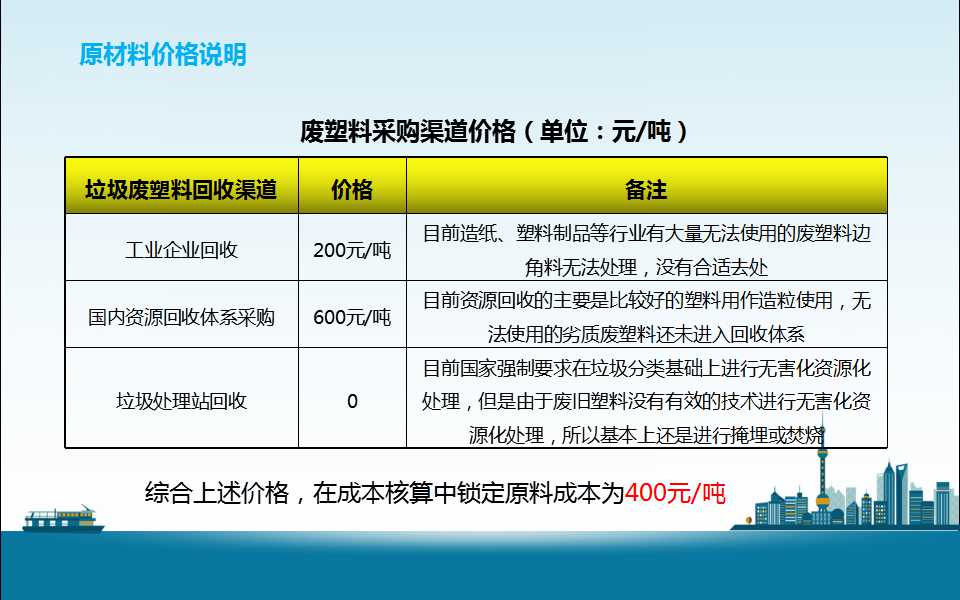 原材料价格说明
废塑料采购渠道价格（单位：元/吨）
垃圾废塑料回收渠道 价格 备注
工业企业回收 200元/吨 目前造纸、塑料制品等行业有大量无法使用的废塑料边
角料无法处理，没有合适去处
国内资源回收体系采购 600元/吨 目前资源回收的主要是比较好的塑料用作造粒使用，无
法使用的劣质废塑料还未进入回收体系
垃圾处理站回收 0 目前国家强制要求在垃圾分类基础上进行无害化资源化
处理，但是由于废旧塑料没有有效的技术进行无害化资
源化处理，所以基本上还是进行掩埋或焚烧
综合上述价格，在成本核算中锁定原料成本为400元/吨